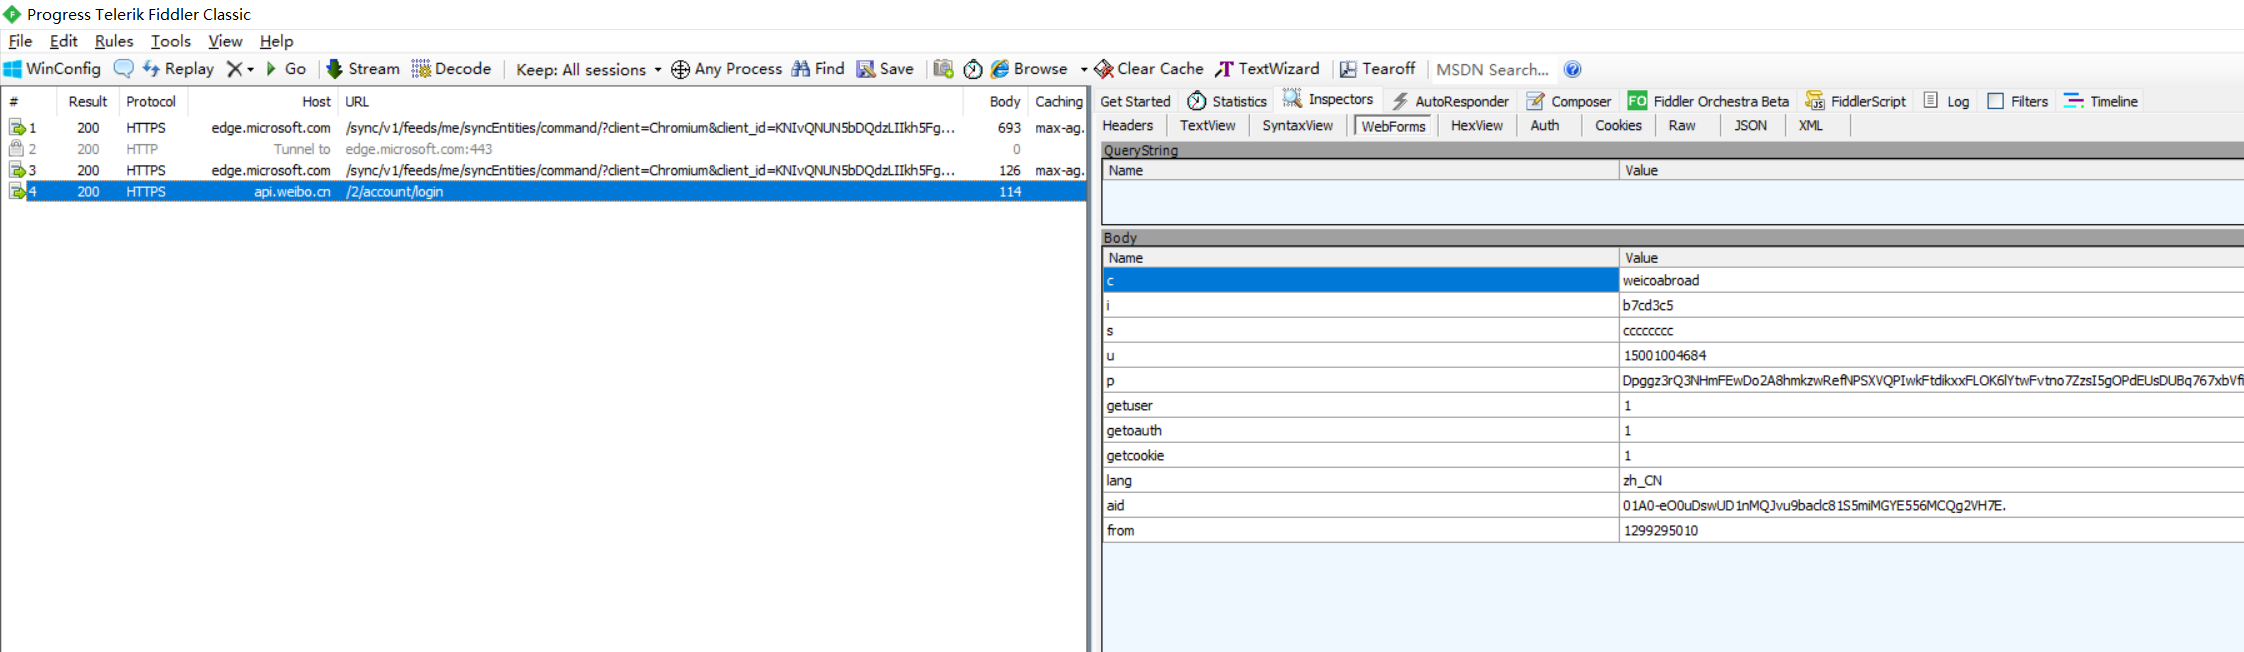 Progress Telerik Fiddler Classic
File Edit Rules Tools View Help
WinConfig Replay Go Stream Decode Keep: All sessions Any Process Find Save Browse Clear Cache TextWizard Tearoff MSDN Search...
# Result Protocol Host URL Body Caching
1 200 HTTPS edge.microsoft.com /sync/v1/feeds/me/syncEntities/command/?client=Chromium&client_id=KNIvQNUN5bDQdzLIIkh5Fg... 693 max-ag.
2 200 HTTP Tunnel to edge.microsoft.com:443 0
3 200 HTTPS edge.microsoft.com /sync/v1/feeds/me/syncEntities/command/?client=Chromium&client_id=KNIvQNUN5bDQdzLIIkh5Fg... 126 max-ag.
4 200 HTTPS api.weibo.cn /2/account/login 114
Get Started Statistics Inspectors AutoResponder Composer FO Fiddler Orchestra Beta FiddlerScript Log Filters Timeline
Headers TextView SyntaxView WebForms HexView Auth Cookies Raw JSON XML
QueryString
Name Value
Body
Name Value
c weicoabroad
i b7cd3c5
s cccccccc
u 15001004684
p Dpggz3rQ3NHmFEwDo2A8hmkzwRefNPSXVQPIwkFtdikxxFLOK6lYtwFvtno7ZzsI5gOPdEUsDUBq767xbVfi
getuser 1
getoauth 1
getcookie 1
lang zh_CN
aid 01A0-eO0uDswUD1nMQJvu9baclc81S5miMGYE556MCQg2VH7E.
from 1299295010